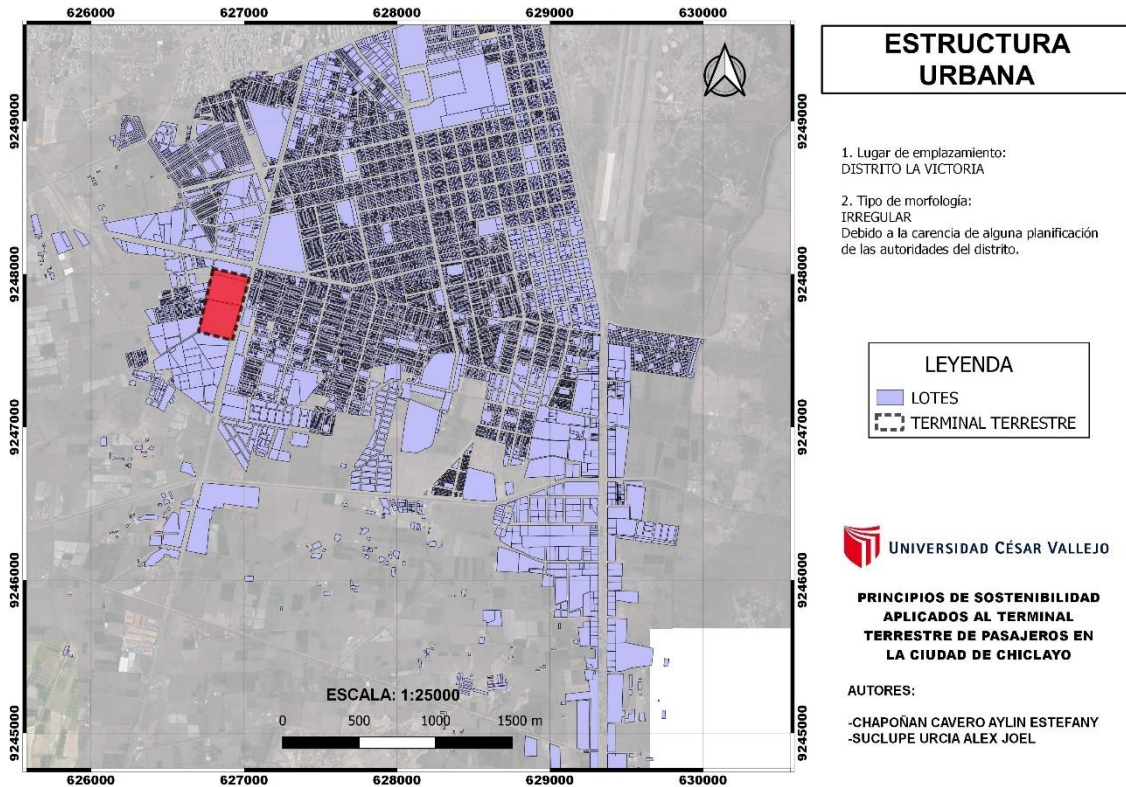 626000 627000 628000 629000 630000
9249000
9248000
9247000
9246000
9245000
9249000
9248000
9247000
9246000
9245000
626000 627000 628000 629000 630000
ESCALA: 1:25000
0 500 1000 1500 m
ESTRUCTURA
URBANA
1. Lugar de emplazamiento:
DISTRITO LA VICTORIA
2. Tipo de morfología:
IRREGULAR
Debido a la carencia de alguna planificación
de las autoridades del distrito.
LEYENDA
LOTES
TERMINAL TERRESTRE
UNIVERSIDAD CÉSAR VALLEJO
PRINCIPIOS DE SOSTENIBILIDAD
APLICADOS AL TERMINAL
TERRESTRE DE PASAJEROS EN
LA CIUDAD DE CHICLAYO
AUTORES:
-CHAPOÑAN CAVERO AYLIN ESTEFANY
-SUCLUPE URCIA ALEX JOEL